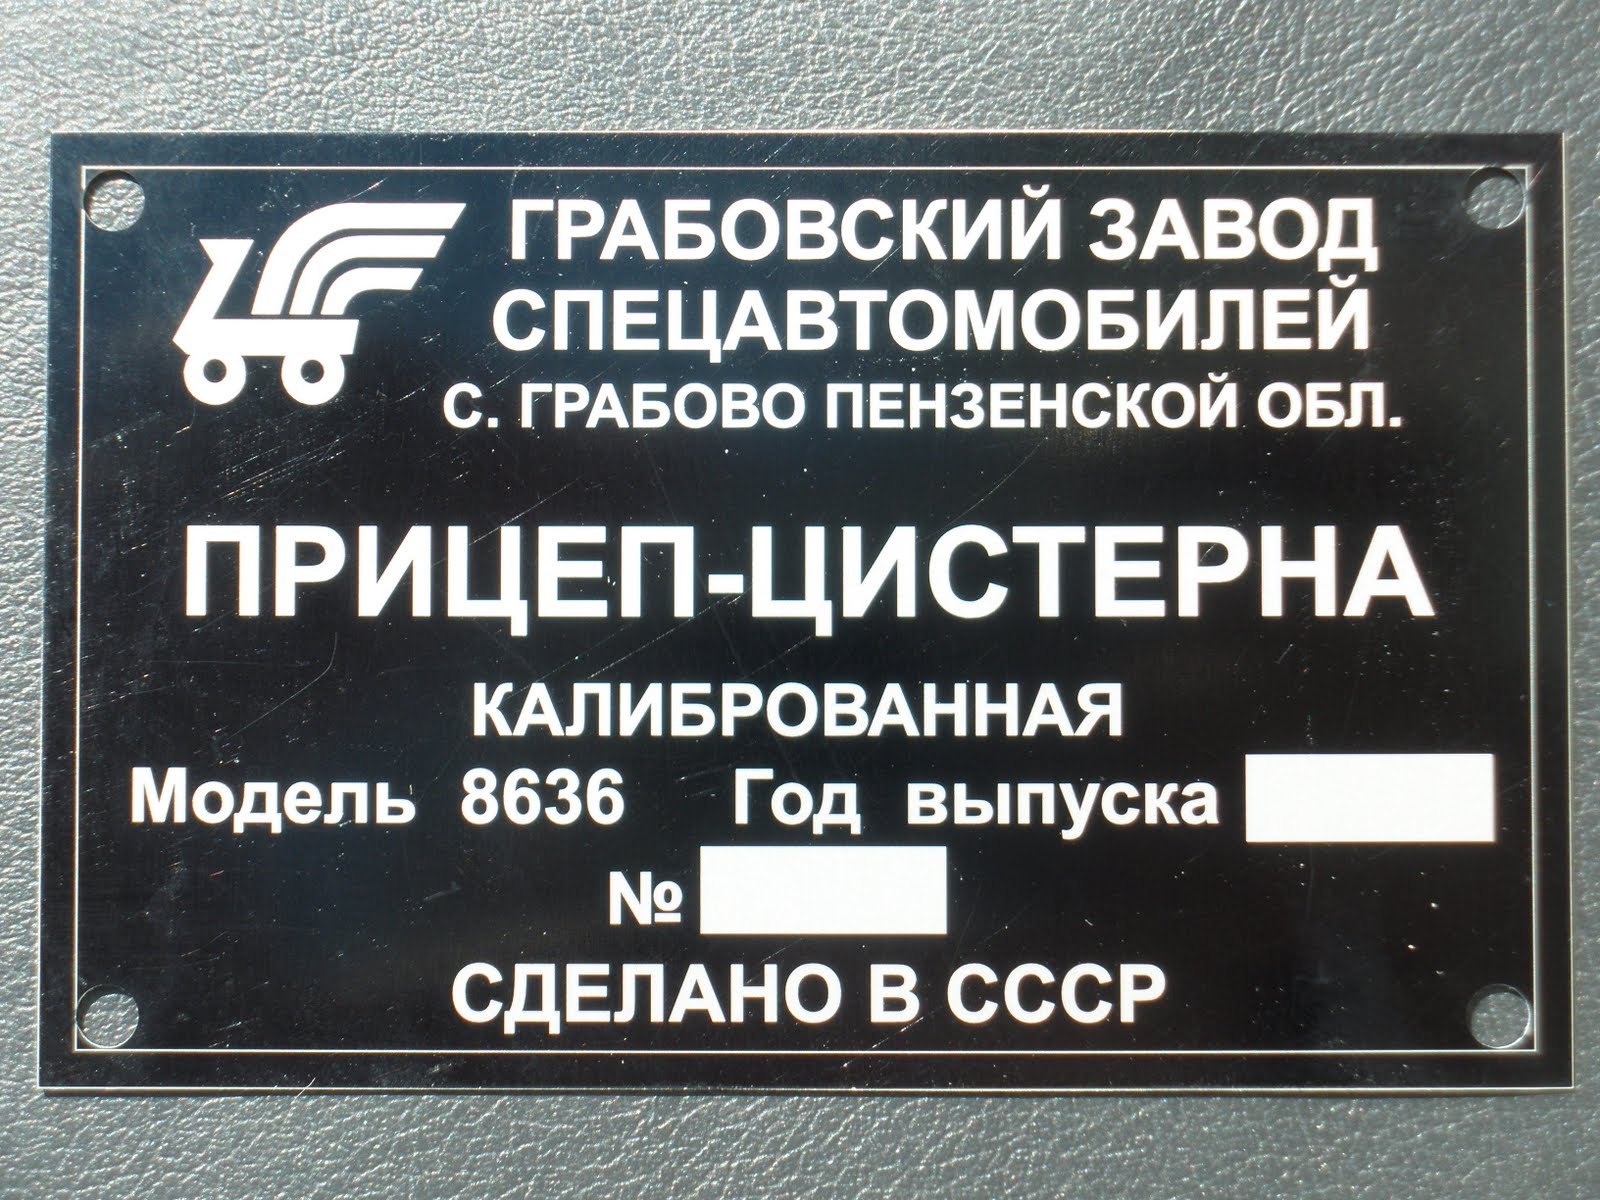 ГРАБОВСКИЙ ЗАВОД
СПЕЦАВТОМОБИЛЕЙ
С. ГРАБОВО ПЕНЗЕНСКОЙ ОБЛ.
ПРИЦЕП-ЦИСТЕРНА
КАЛИБРОВАННАЯ
Модель 8636 Год выпуска
№
СДЕЛАНО В СССР